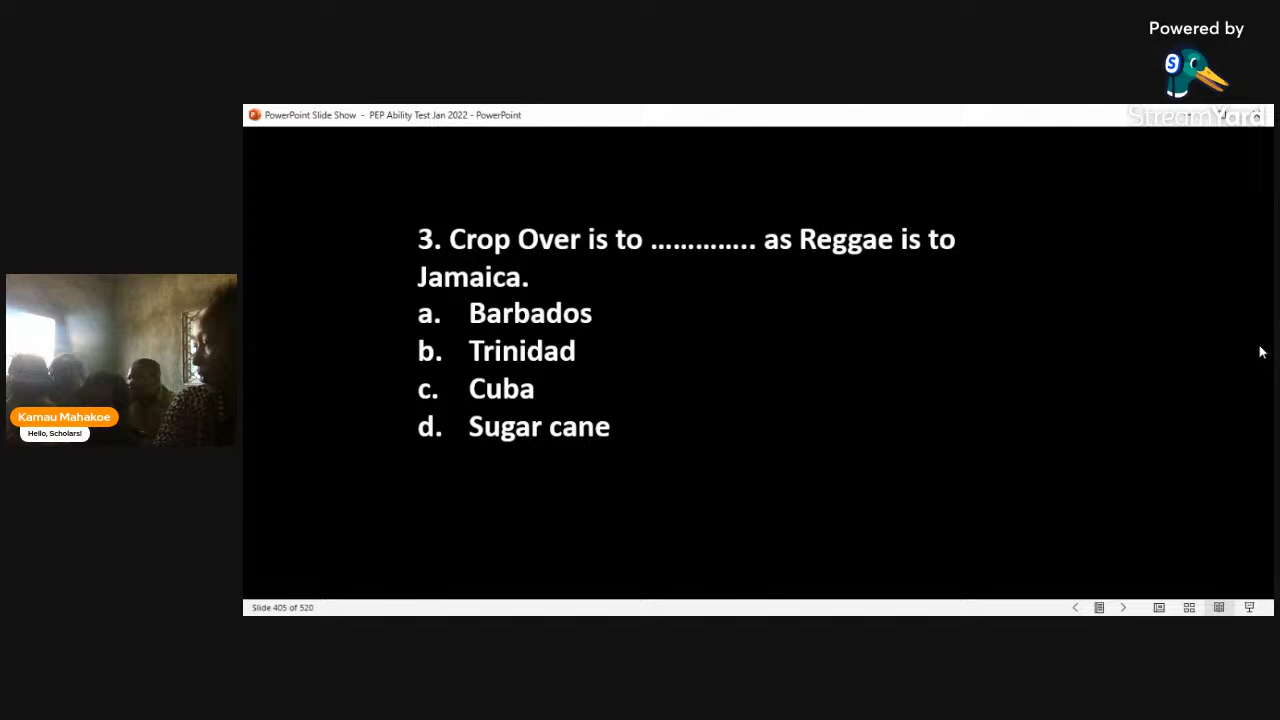 Powered by
S
StreamYard
PowerPoint Slide Show - PEP Ability Test Jan 2022 - PowerPoint
3. Crop Over is to ………….. as Reggae is to
Jamaica.
a. Barbados
b. Trinidad
c. Cuba
d. Sugar cane
Kamau Mahakoe
Hello, Scholars!
Slide 405 of 520